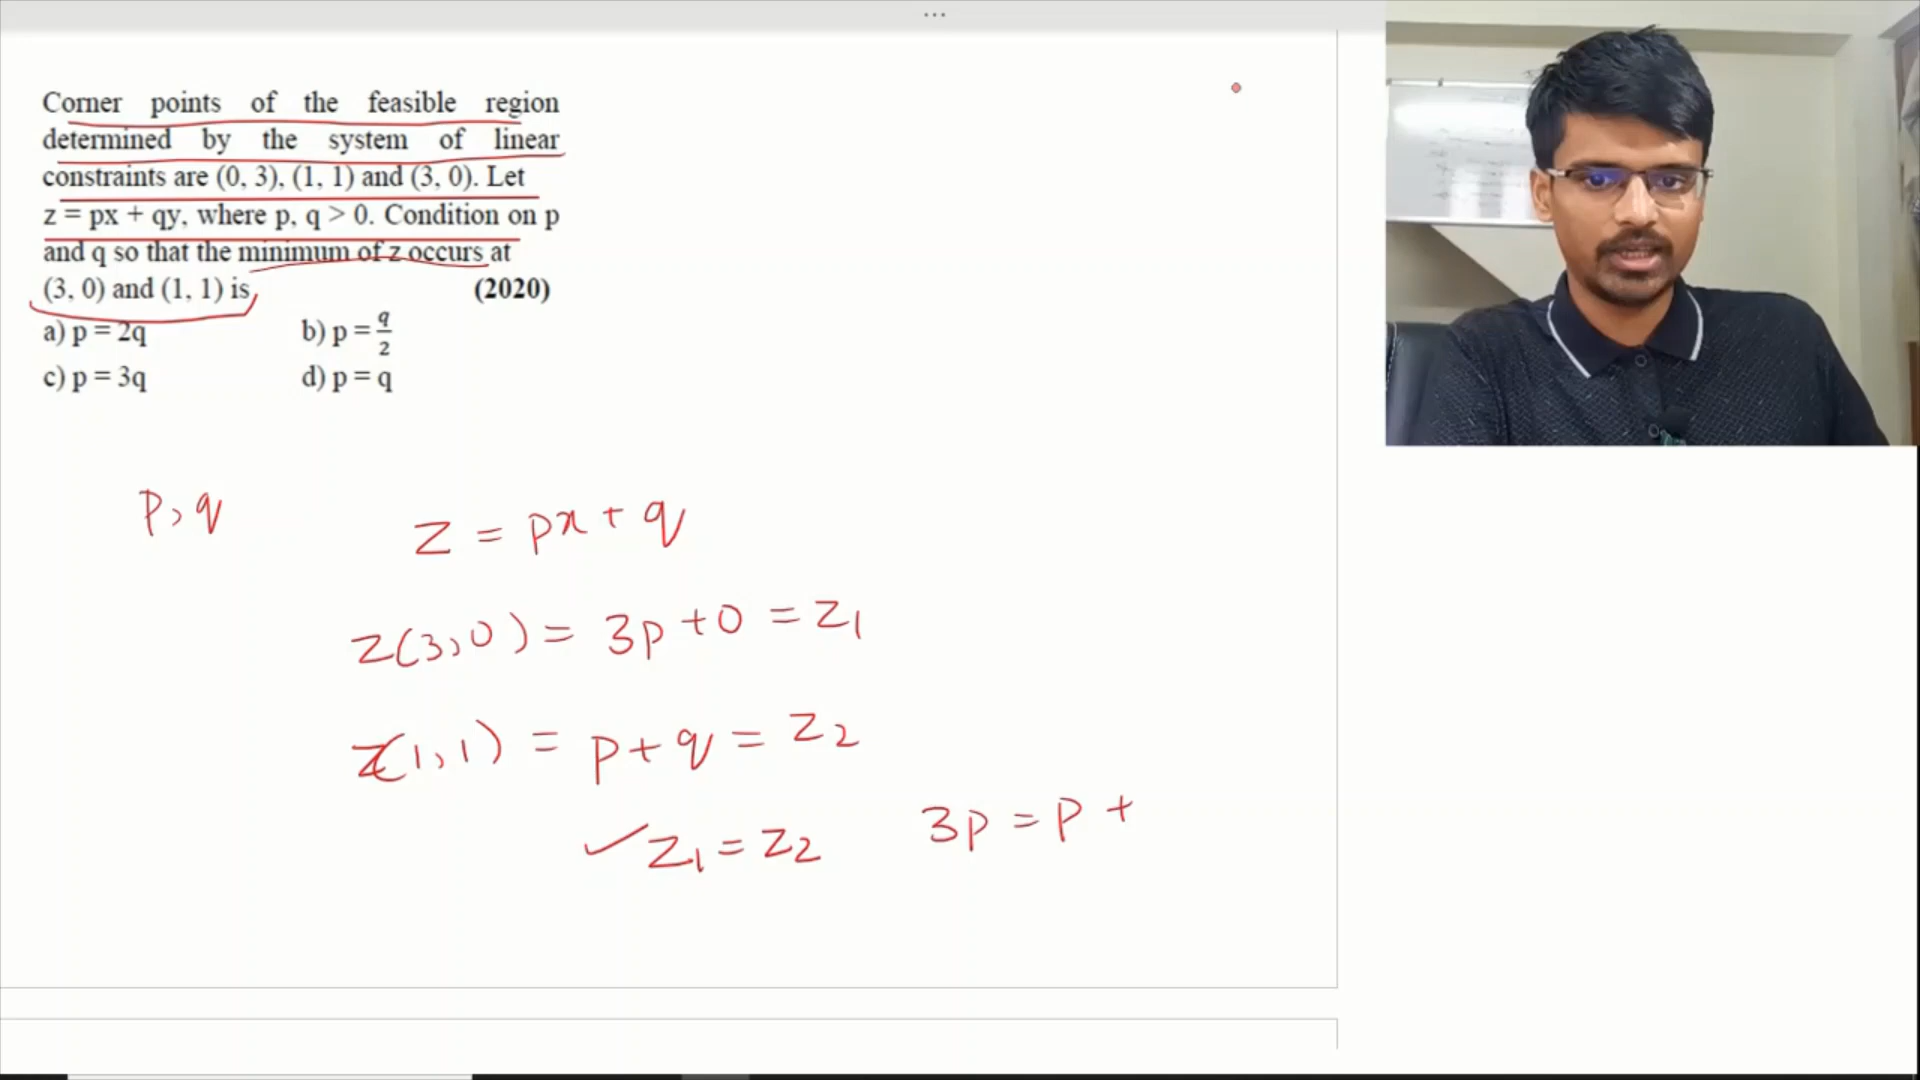 Corner points of the feasible region
determined by the system of linear
constraints are (0, 3), (1, 1) and (3, 0). Let
z = px + qy, where p, q > 0. Condition on p
and q so that the minimum of z occurs at
(3, 0) and (1, 1) is (2020)
a) p = 2q b) p = q/2
c) p = 3q d) p = q
p, q z = px + q
z(3,0) = 3p + 0 = z1
z(1,1) = p + q = z2
✓ z1 = z2 3p = p +